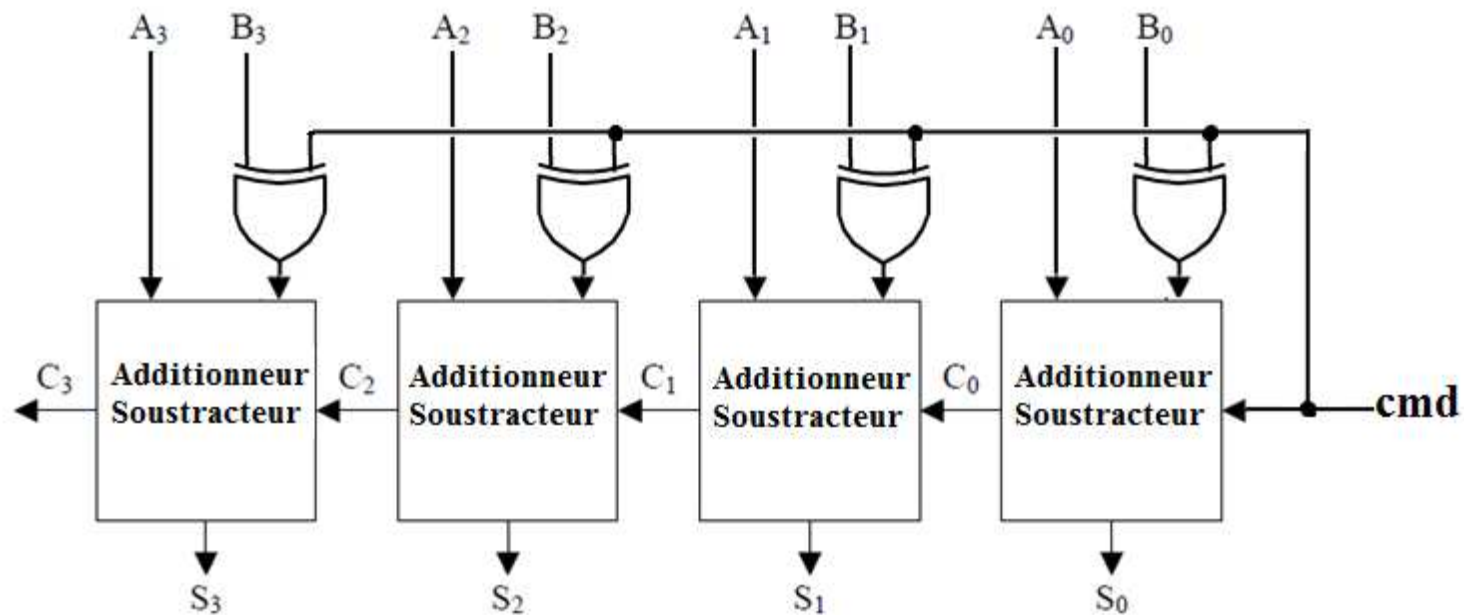 A₃ B₃ A₂ B₂ A₁ B₁ A₀ B₀
C₃ Additionneur C₂ Additionneur C₁ Additionneur C₀ Additionneur
Soustracteur Soustracteur Soustracteur Soustracteur cmd
S₃ S₂ S₁ S₀